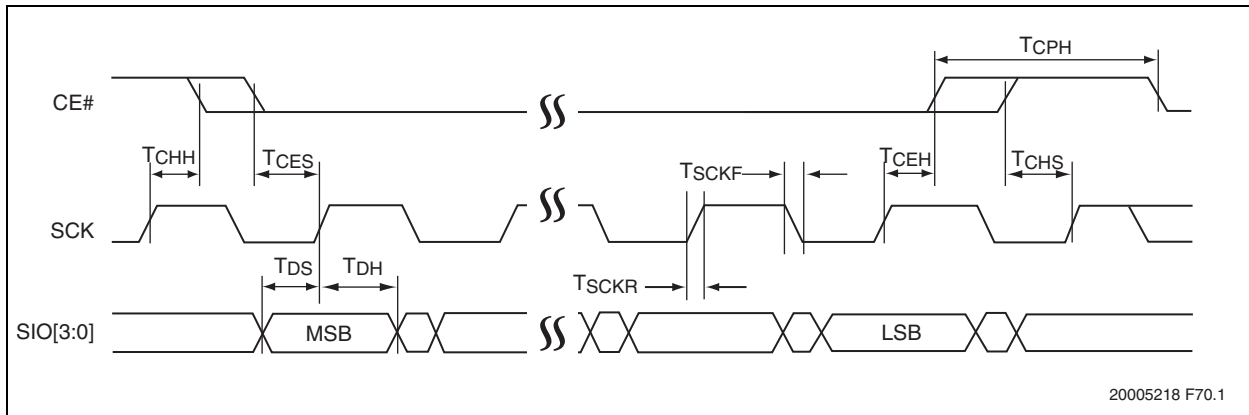 TCPH
CE#
TCHH
TCES
TSCKF
TCEH
TCHS
SCK
TDS
TDH
TSCKR
SIO[3:0]
MSB
LSB
20005218 F70.1